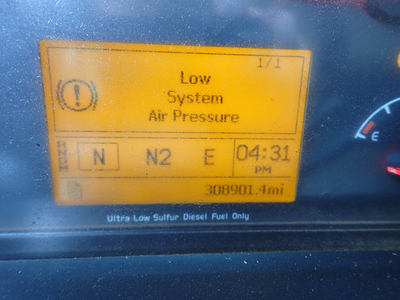 1/1
Low
System
Air Pressure
N N2 E 04:31
PM
308901.4mi
E
Ultra Low Sulfur Diesel Fuel Only